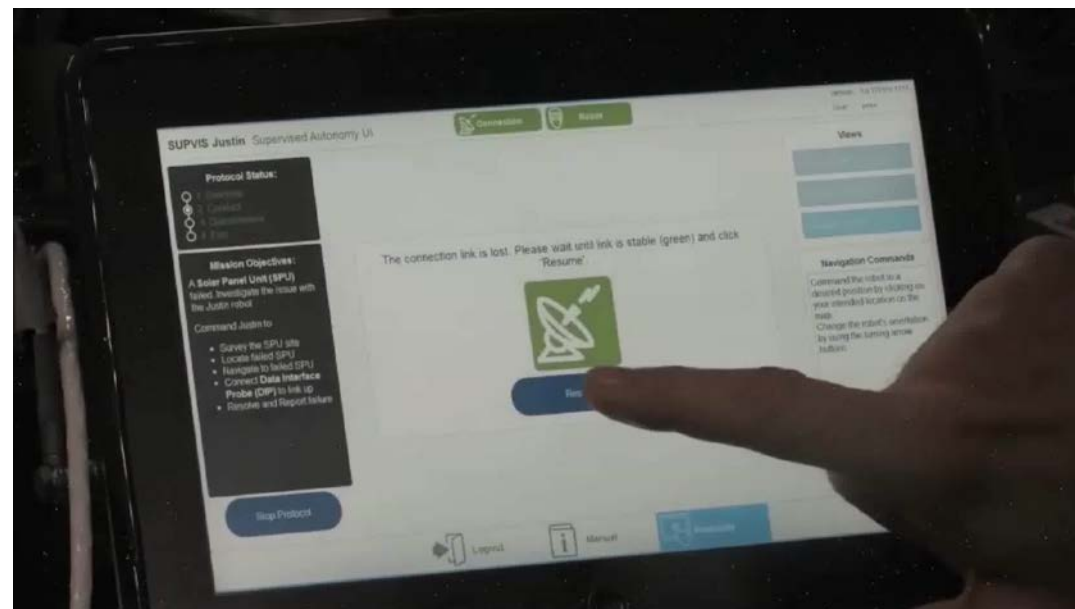 SUPVIS Justin Supervised Autonomy UI
Connection
Robot
Protocol Status:
2. Connect
Mission Objectives:
A Solar Panel Unit (SPU)
failed. Investigate the issue with
the Justin robot
Command Justin to
• Survey the SPU site
• Locate failed SPU
• Navigate to failed SPU
• Connect Data Interface
Probe (DIP) to link up
• Resolve and Report failure
Stop Protocol
The connection link is lost. Please wait until link is stable (green) and click
'Resume'
Res
Views
Navigation Commands
Command the robot to a
desired position by clicking on
your intended location on the
map.
Change the robot's orientation
by using the turning arrow
buttons.
Logout
Manual